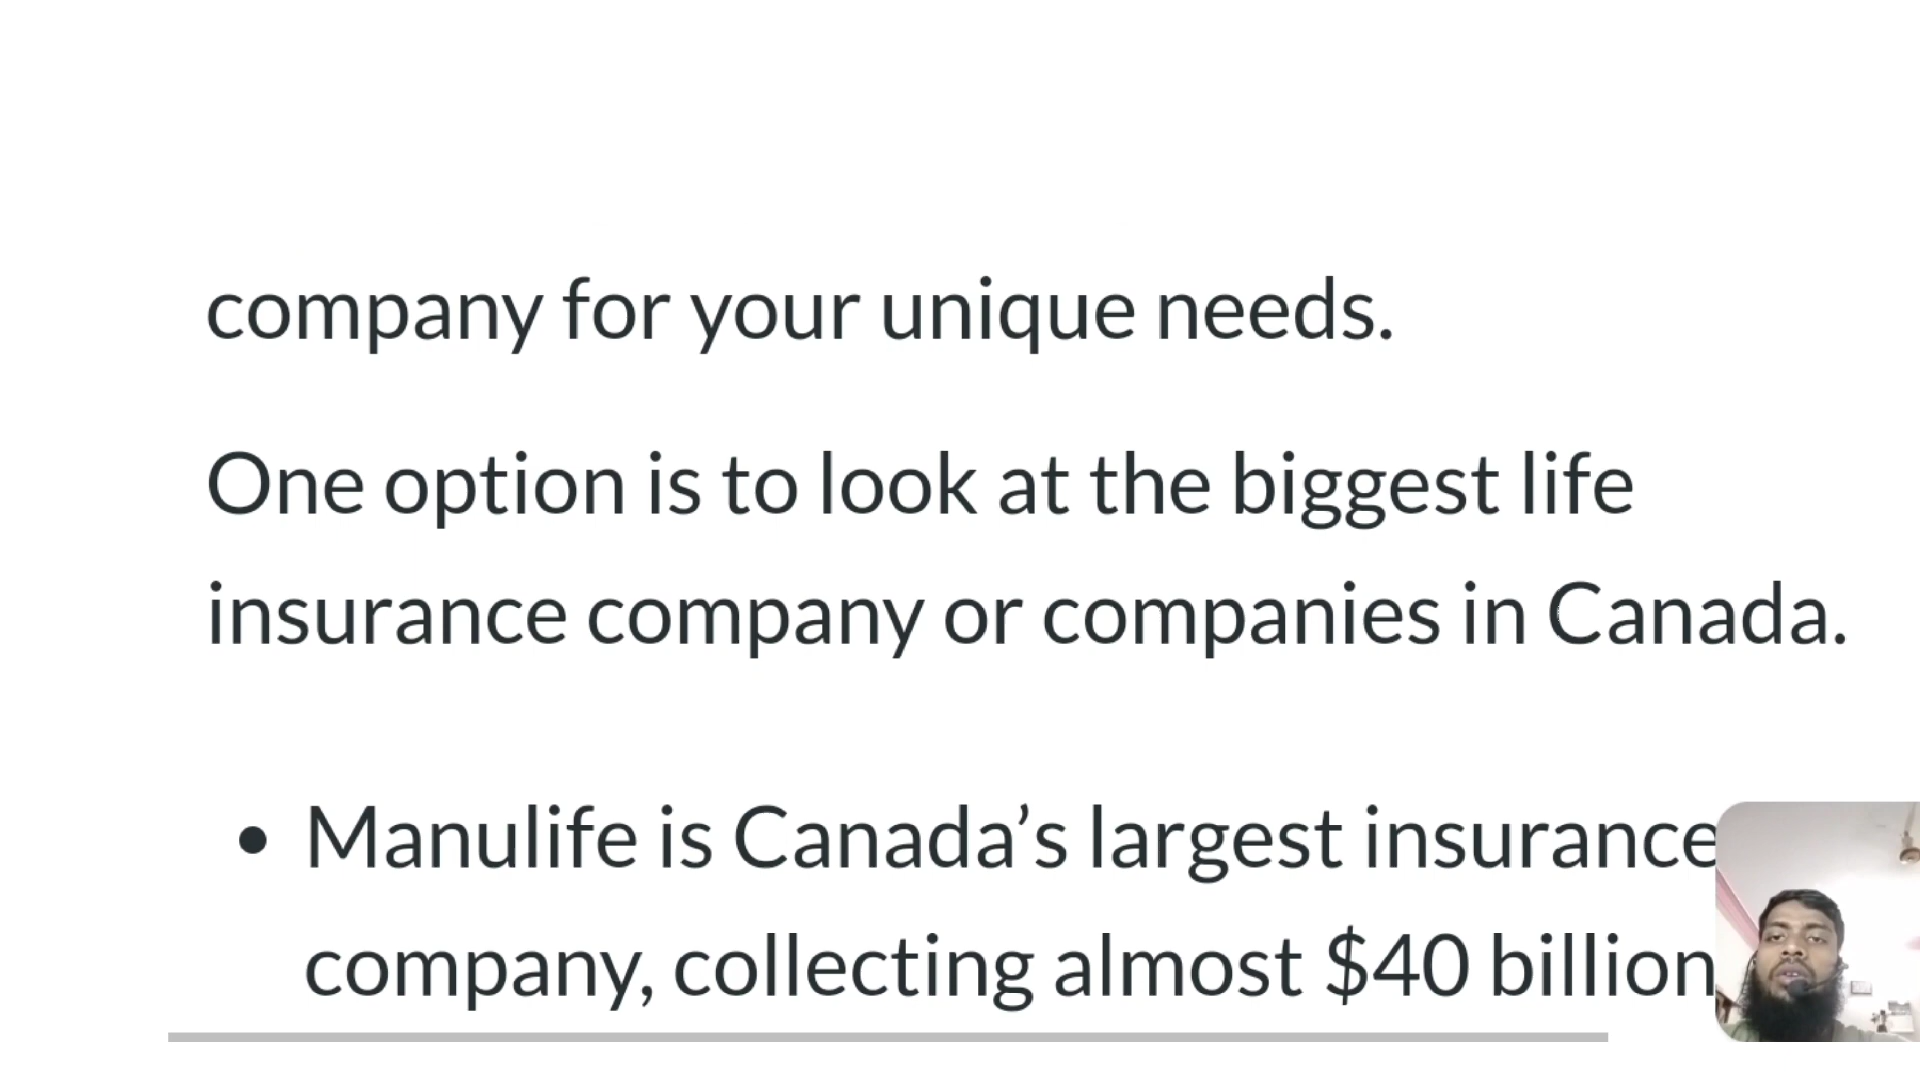 company for your unique needs.
One option is to look at the biggest life
insurance company or companies in Canada.
• Manulife is Canada’s largest insurance
company, collecting almost $40 billion